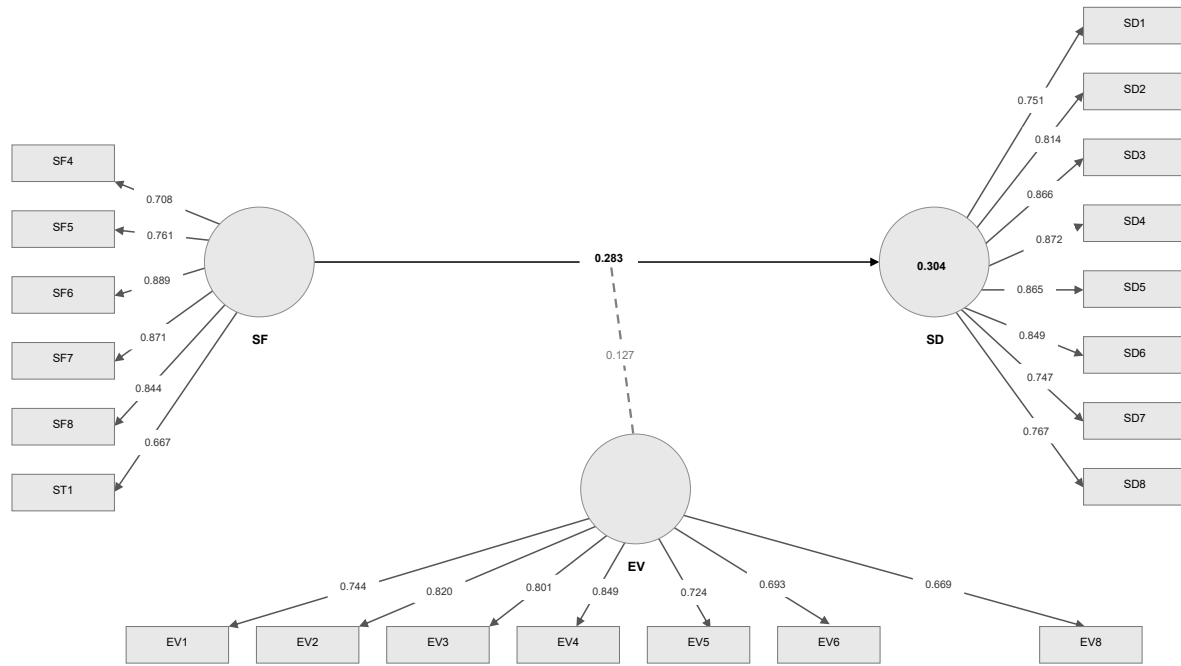 SD1
SD2
0.751
0.814
SD3
SF4
0.866
0.708
SF5
SD4
0.761
0.872
0.283
0.304
0.889
SF6
0.865
SD5
0.871
SF
SD
0.849
SF7
0.127
SD6
0.844
0.747
SF8
SD7
0.667
0.767
ST1
SD8
EV
0.744
0.820
0.801
0.849
0.724
0.693
0.669
EV1
EV2
EV3
EV4
EV5
EV6
EV8